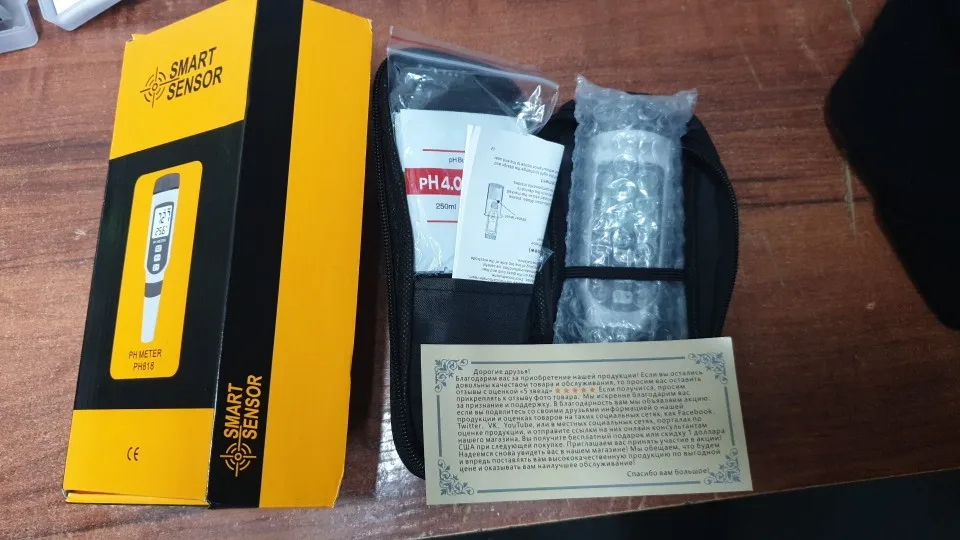 SMART
SENSOR
PH METER
PH818
CE
SMART
SENSOR
pH 4.0
250ml
Дорогие друзья!
Благодарим вас за приобретение нашей продукции! Если вы остались
довольны качеством товара и обслуживания, то просим вас оставить
отзывы с оценкой «5 звезд» ★★★★★ Если получится, просим
прикреплять к отзыву фото товара. Мы искренне благодарим вас
за признание и поддержку. В благодарность вам мы объявляем акцию:
если вы поделитесь со своими друзьями информацией о нашей
продукции и оценках товаров на таких социальных сетях, как Facebook,
Twitter, VK, YouTube, или в местных социальных сетях, порталах по
оценке продукции, и отправите ссылки на них онлайн консультантам
нашего магазина, Вы получите бесплатный подарок или скидку 1 доллара
США при следующей покупке. Приглашаем вас принять участие в акции!
Надеемся снова увидеть вас в нашем магазине! Мы обещаем, что будем
и впредь поставлять вам высококачественную продукцию по выгодной
цене и оказывать вам наилучшее обслуживание!
Спасибо вам большое!